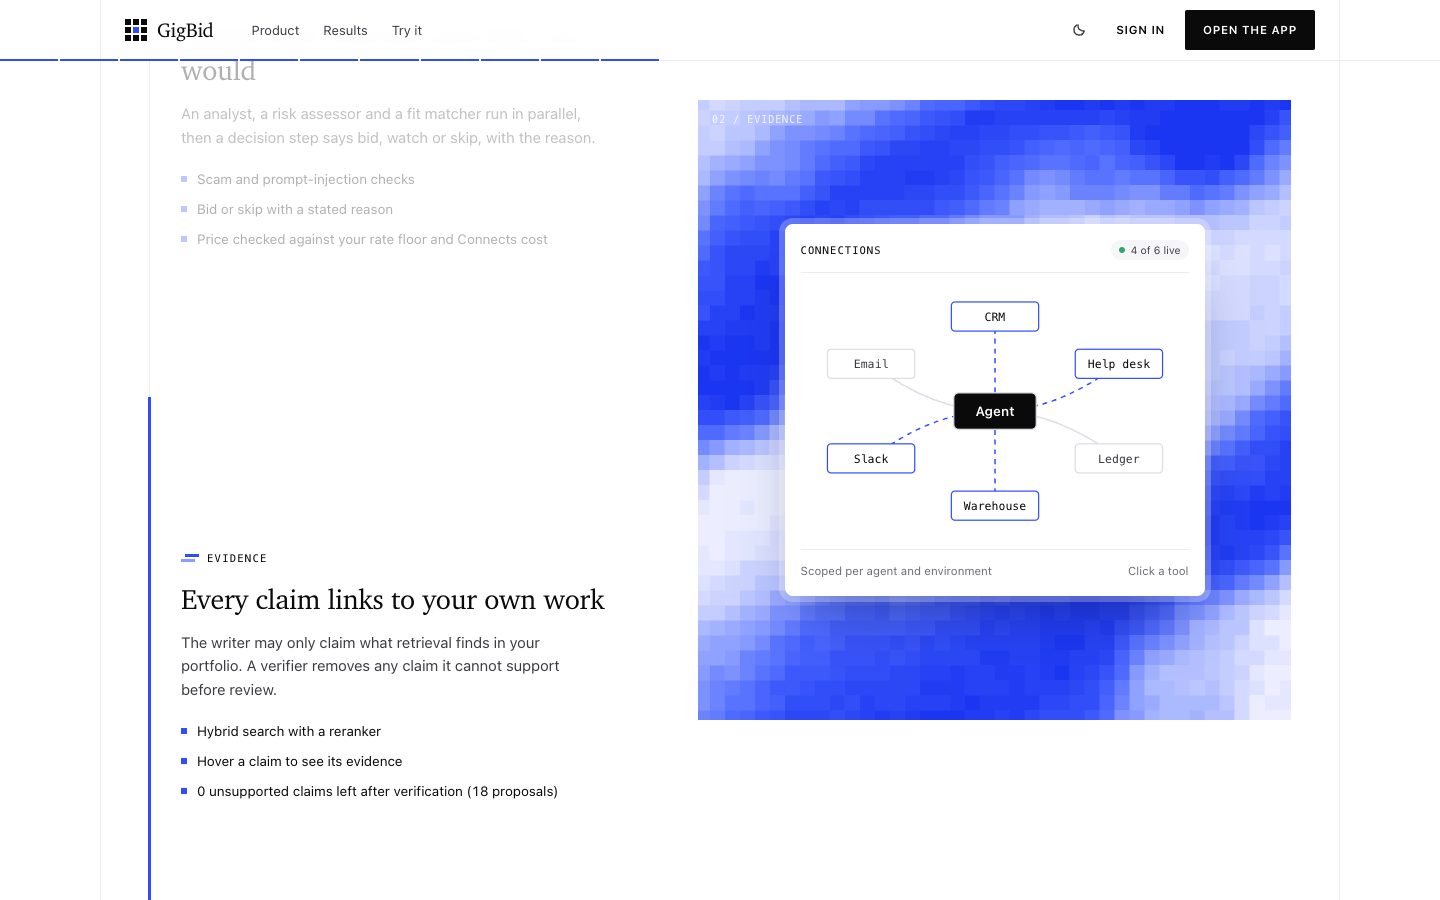 GigBid
Product
Results
Try it
SIGN IN
OPEN THE APP
would
An analyst, a risk assessor and a fit matcher run in parallel,
then a decision step says bid, watch or skip, with the reason.
Scam and prompt-injection checks
Bid or skip with a stated reason
Price checked against your rate floor and Connects cost
EVIDENCE
Every claim links to your own work
The writer may only claim what retrieval finds in your
portfolio. A verifier removes any claim it cannot support
before review.
Hybrid search with a reranker
Hover a claim to see its evidence
0 unsupported claims left after verification (18 proposals)
02 / EVIDENCE
CONNECTIONS
4 of 6 live
CRM
Email
Help desk
Agent
Slack
Ledger
Warehouse
Scoped per agent and environment
Click a tool